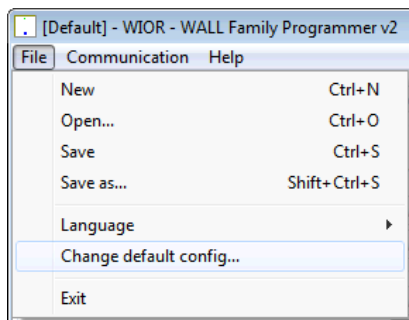 [Default] - WIOR - WALL Family Programmer v2
File Communication Help
New Ctrl+N
Open... Ctrl+O
Save Ctrl+S
Save as... Shift+Ctrl+S
Language
Change default config...
Exit